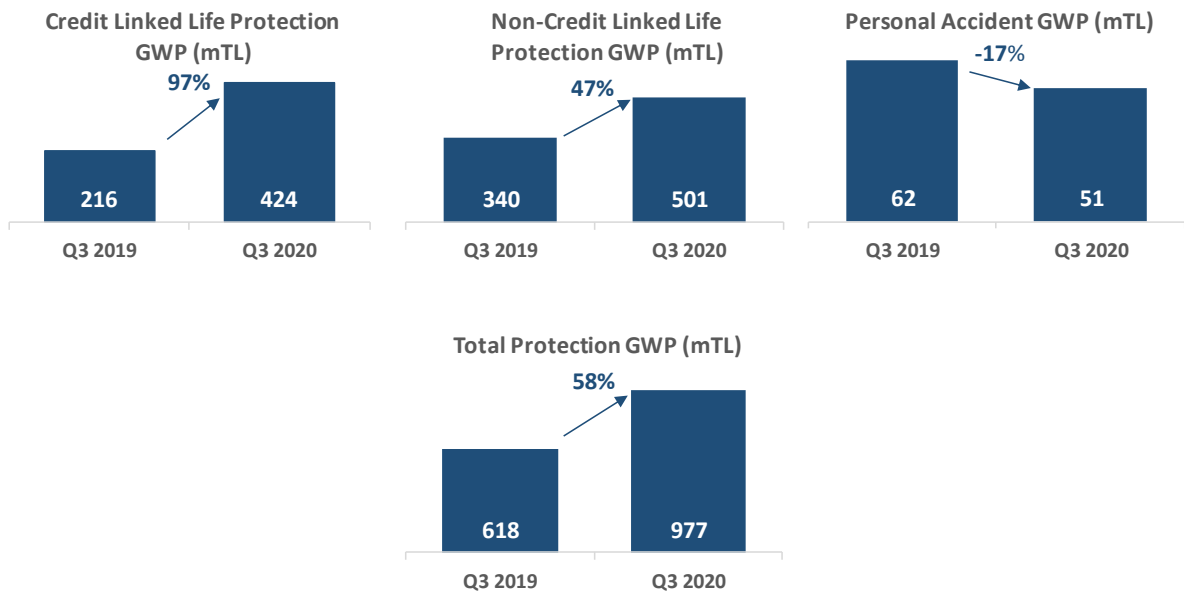 Credit Linked Life Protection
GWP (mTL)
97%
216
424
Q3 2019
Q3 2020
Non-Credit Linked Life
Protection GWP (mTL)
47%
340
501
Q3 2019
Q3 2020
Personal Accident GWP (mTL)
-17%
62
51
Q3 2019
Q3 2020
Total Protection GWP (mTL)
58%
618
977
Q3 2019
Q3 2020